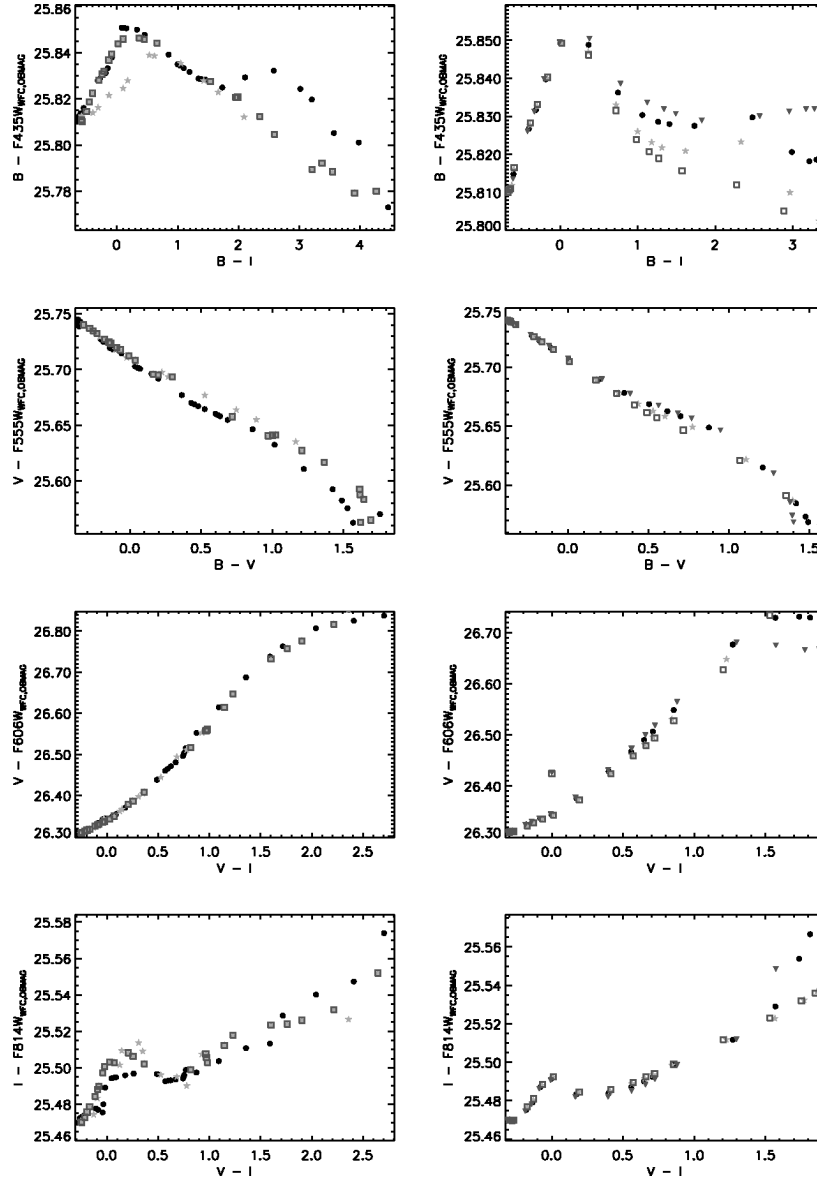 25.86
25.84
25.82
25.80
25.78
B - F435W_WFC,OBMAG
0 1 2 3 4
B - I
25.850
25.840
25.830
25.820
25.810
25.800
B - F435W_WFC,OBMAG
0 1 2 3
B - I
25.75
25.70
25.65
25.60
V - F555W_WFC,OBMAG
0.0 0.5 1.0 1.5
B - V
25.75
25.70
25.65
25.60
V - F555W_WFC,OBMAG
0.0 0.5 1.0 1.5
B - V
26.80
26.70
26.60
26.50
26.40
26.30
V - F606W_WFC,OBMAG
0.0 0.5 1.0 1.5 2.0 2.5
V - I
26.70
26.60
26.50
26.40
26.30
V - F606W_WFC,OBMAG
0.0 0.5 1.0 1.5
V - I
25.58
25.56
25.54
25.52
25.50
25.48
25.46
I - F814W_WFC,OBMAG
0.0 0.5 1.0 1.5 2.0 2.5
V - I
25.56
25.54
25.52
25.50
25.48
25.46
I - F814W_WFC,OBMAG
0.0 0.5 1.0 1.5
V - I